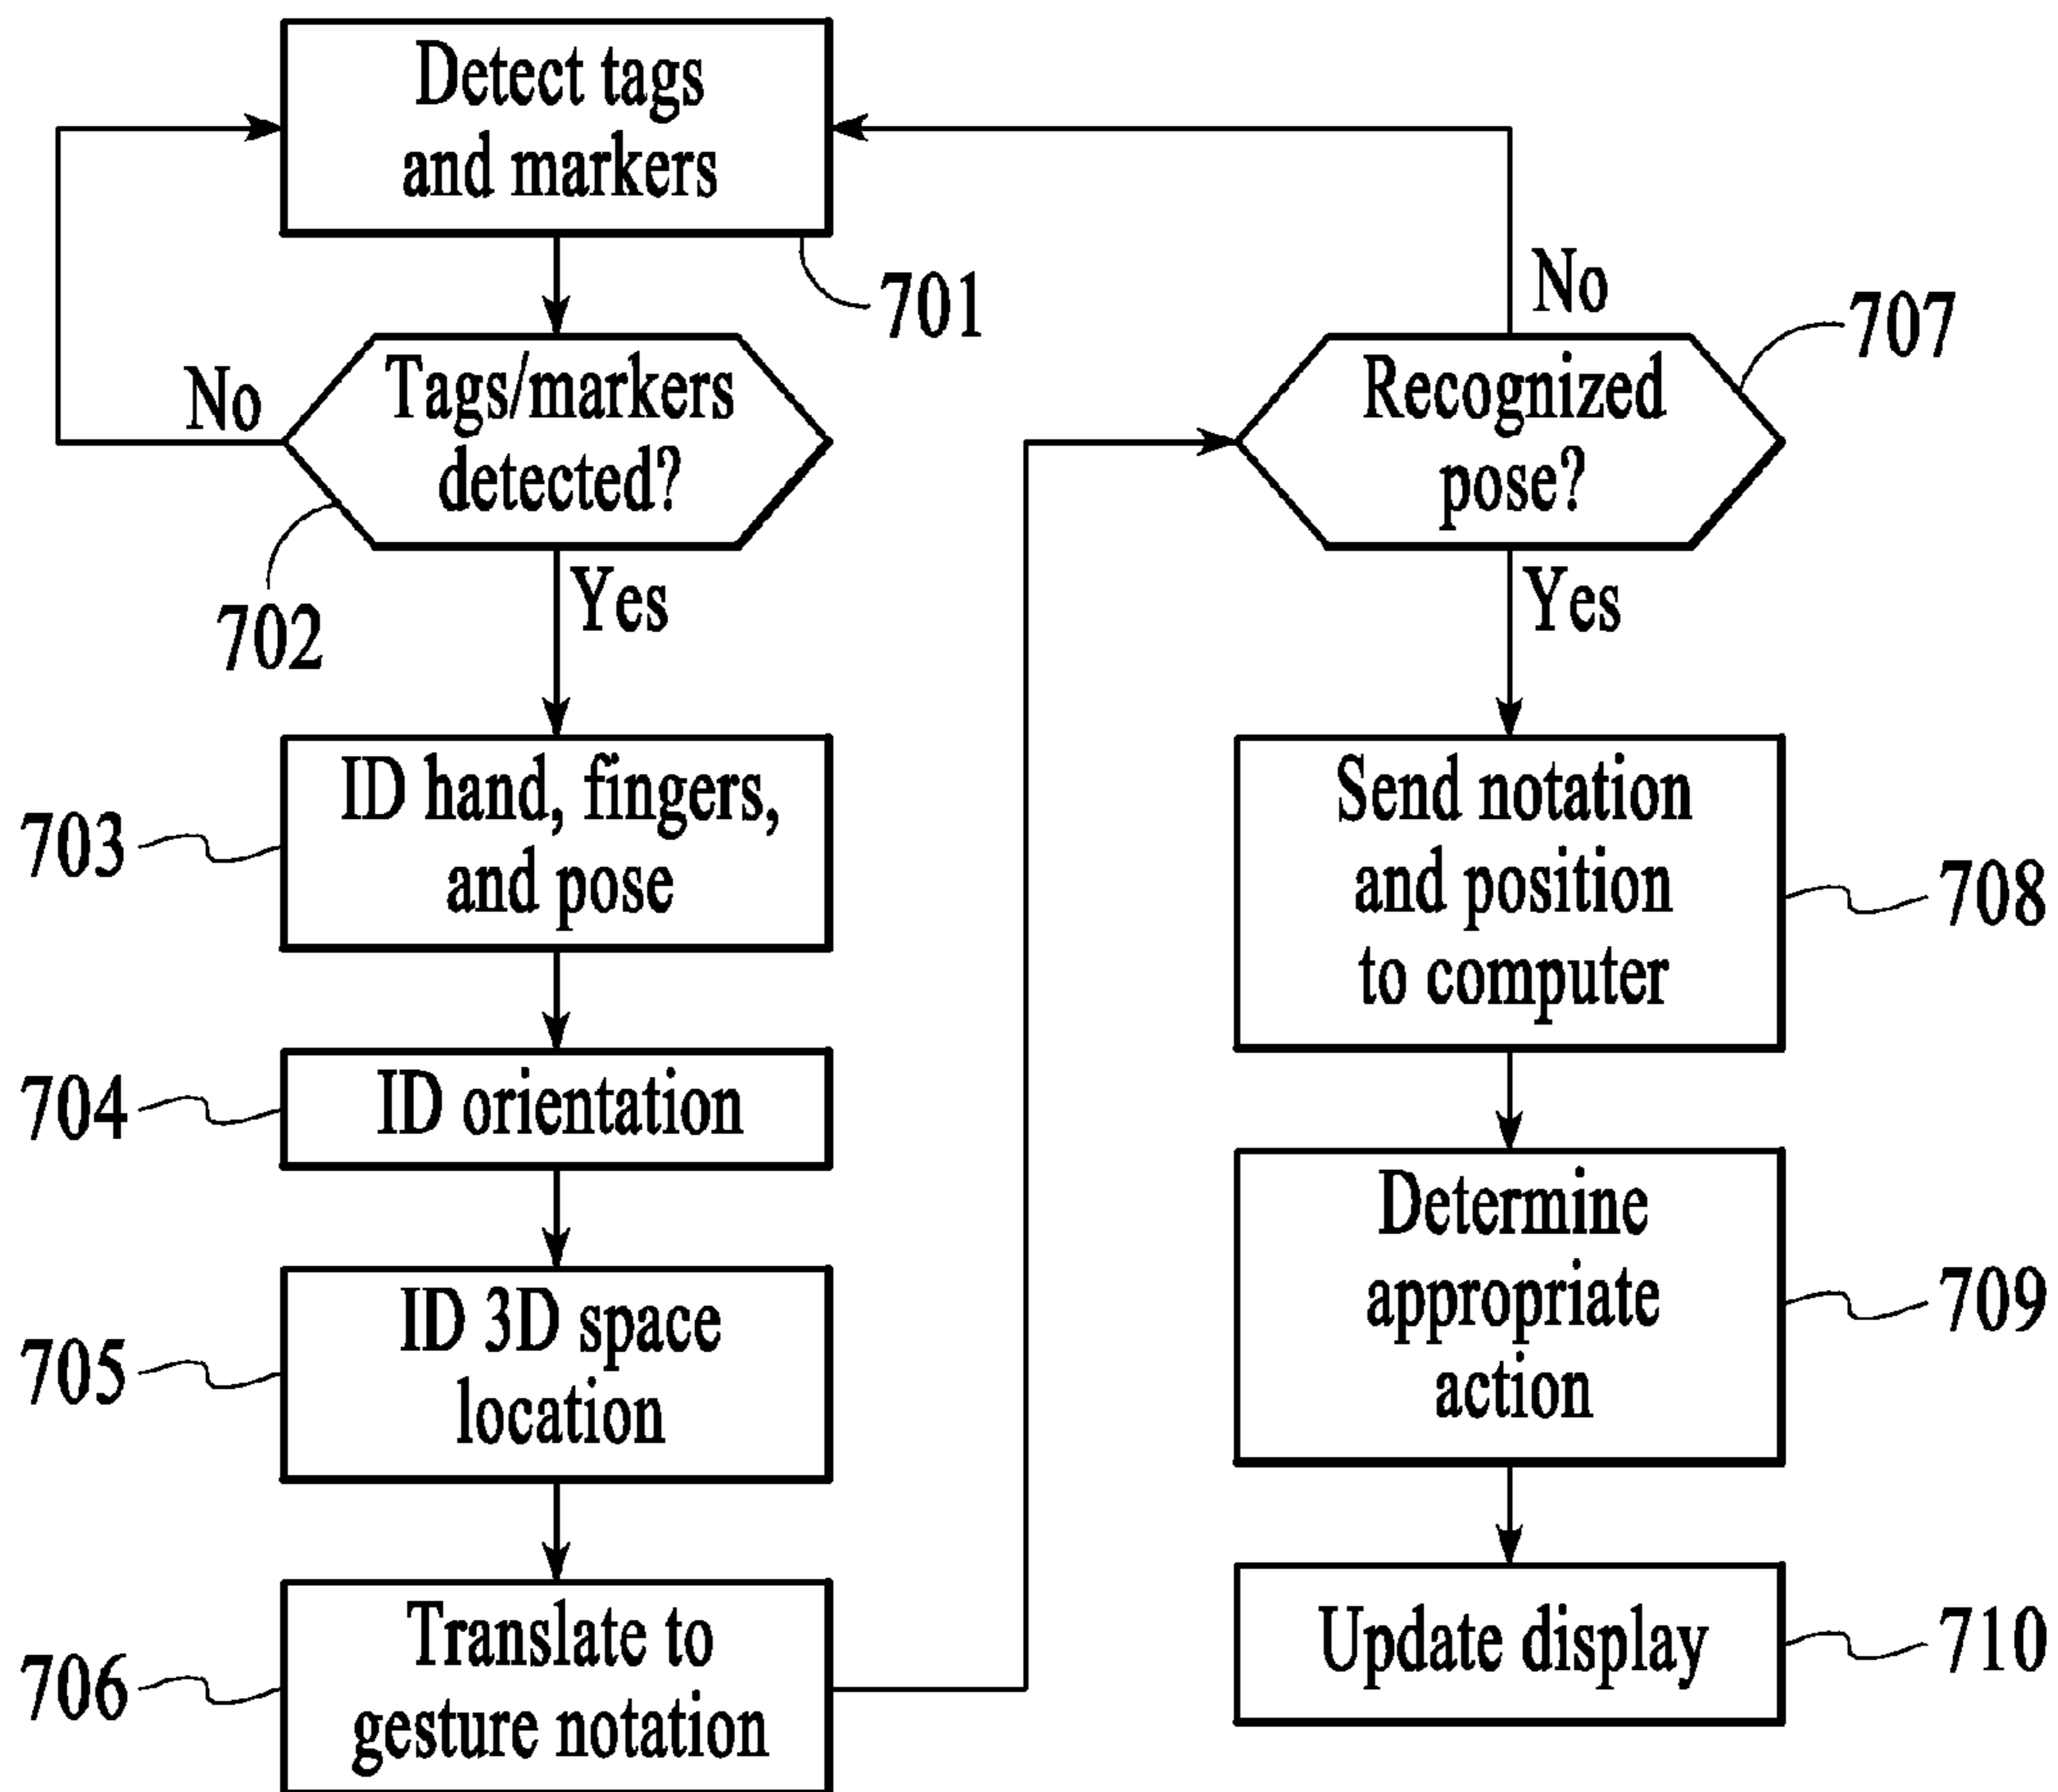 Detect tags
and markers
701
No
Tags/markers
detected?
702
Yes
703
ID hand, fingers,
and pose
704
ID orientation
705
ID 3D space
location
706
Translate to
gesture notation
No
707
Recognized
pose?
Yes
Send notation
and position
to computer
708
Determine
appropriate
action
709
Update display
710